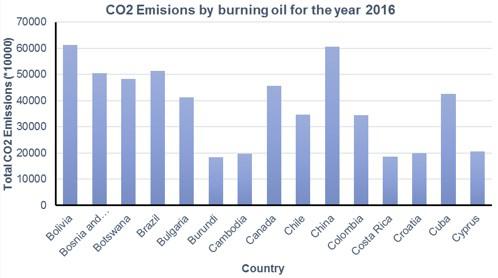 CO2 Emisions by burning oil for the year 2016
Total CO2 Emissions (*10000)
70000
60000
50000
40000
30000
20000
10000
0
Bolivia
Bosnia and...
Botswana
Brazil
Bulgaria
Burundi
Cambodia
Canada
Chile
China
Colombia
Costa Rica
Croatia
Cuba
Cyprus
Country